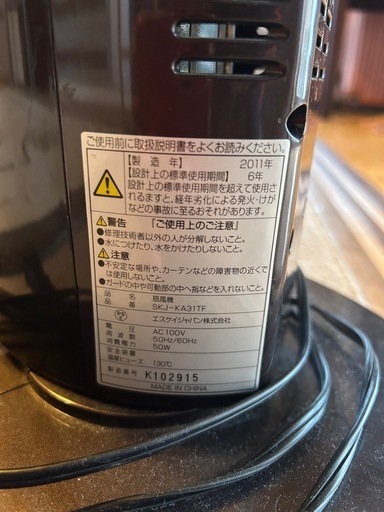 ご使用前に取扱説明書をよくお読みください。
【製造年】 2011年
【設計上の標準使用期間】 6年
設計上の標準使用期間を超えて使用さ
れますと、経年劣化による発火・けが
などの事故に至るおそれがあります。
⚠警告 「ご使用上のご注意」
●修理技術者以外の人が分解しないこと。
●水につけたり、水をかけたりしないこと。
⚠注意
●不安定な場所や、カーテンなどの障害物の近くで
は使用しないこと。
●ガードの中や可動部の中へ指などを入れないこと。
品名 扇風機
品番 SKJ-KA31TF
エスケイジャパン株式会社
電圧 AC100V
周波数 50Hz/60Hz
消費電力 50W
安全装置
温度ヒューズ 130℃
製造番号 K102915
MADE IN CHINA